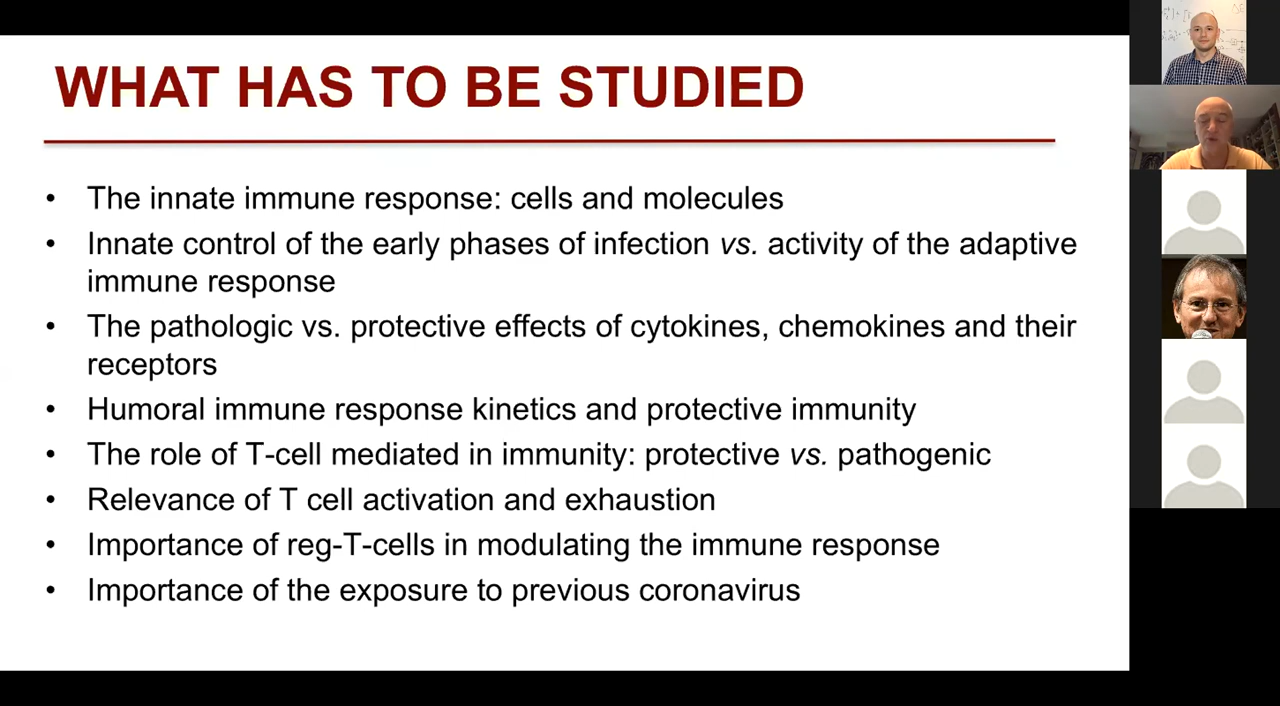 WHAT HAS TO BE STUDIED
• The innate immune response: cells and molecules
• Innate control of the early phases of infection vs. activity of the adaptive
immune response
• The pathologic vs. protective effects of cytokines, chemokines and their
receptors
• Humoral immune response kinetics and protective immunity
• The role of T-cell mediated in immunity: protective vs. pathogenic
• Relevance of T cell activation and exhaustion
• Importance of reg-T-cells in modulating the immune response
• Importance of the exposure to previous coronavirus